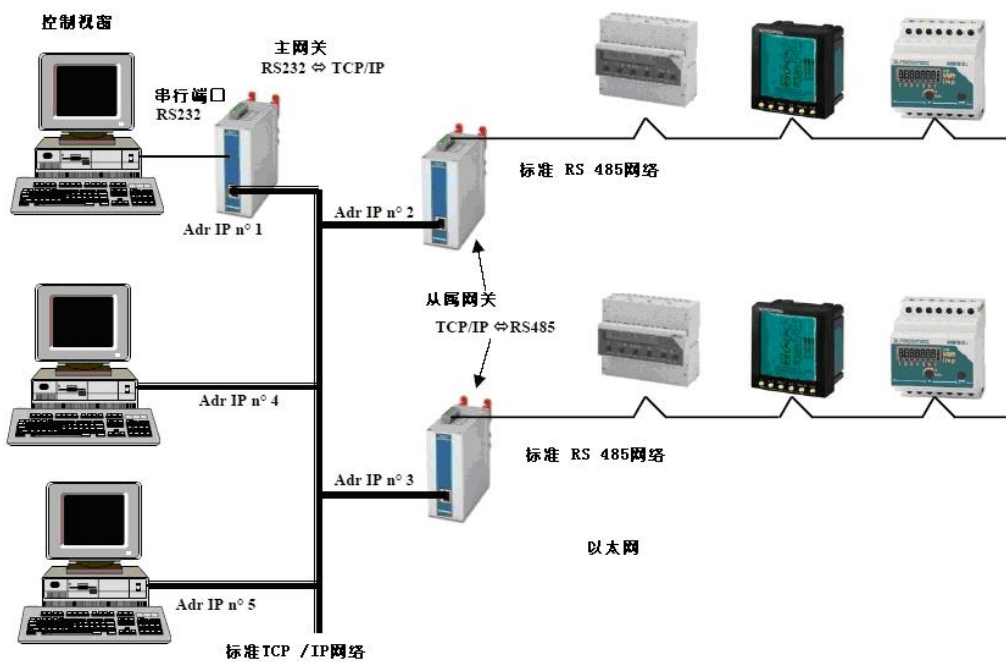 控制视窗
主网关
RS232 ⇔ TCP/IP
串行端口
RS232
Adr IP n° 1
Adr IP n° 2
标准 RS 485网络
从属网关
TCP/IP ⇔RS485
Adr IP n° 4
Adr IP n° 3
标准 RS 485网络
以太网
Adr IP n° 5
标准TCP /IP网络